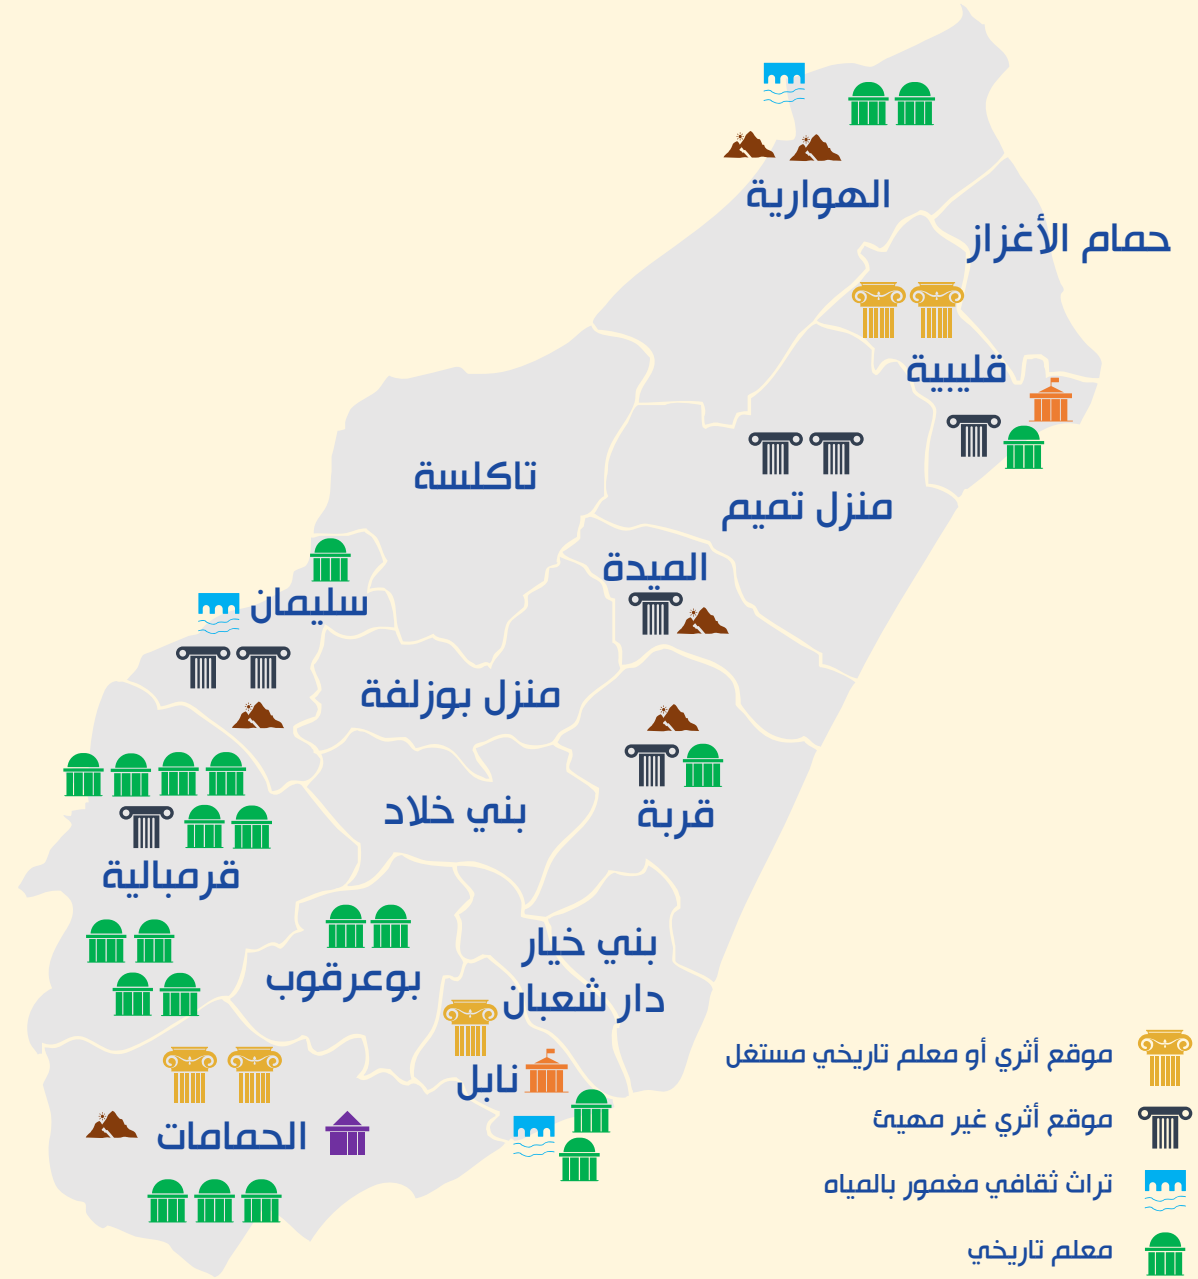 الهوارية
حمام الأغزاز
قليبية
تاكلسة
منزل تميم
الميدة
سليمان
منزل بوزلفة
بني خلاد
قربة
قرمبالية
بني خيار
بوعرقوب
دار شعبان
نابل
الحمامات
موقع أثري أو معلم تاريخي مستغل
موقع أثري غير مهيئ
تراث ثقافي مغمور بالمياه
معلم تاريخي